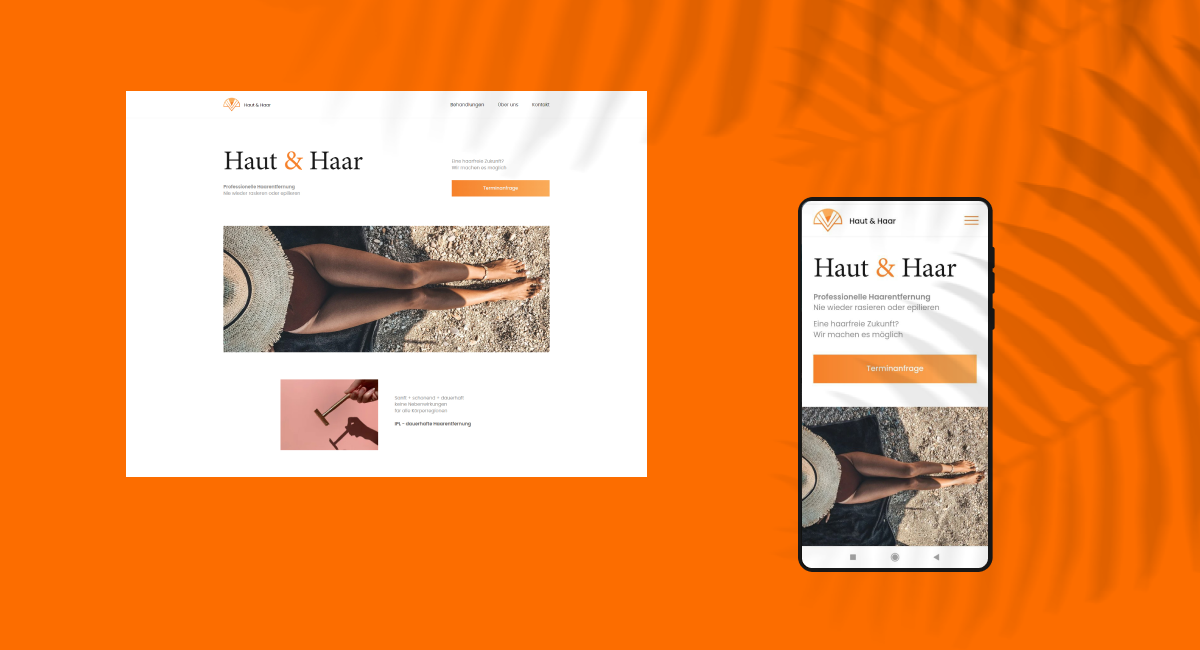 Haut & Haar
Behandlungen
Über uns
Kontakt
Haut & Haar
Professionelle Haarentfernung
Nie wieder rasieren oder epilieren
Eine haarfreie Zukunft?
Wir machen es möglich
Terminanfrage
Sanft + schonend + dauerhaft
keine Nebenwirkungen
für alle Körperregionen
IPL - dauerhafte Haarentfernung
Haut & Haar
Haut & Haar
Professionelle Haarentfernung
Nie wieder rasieren oder epilieren
Eine haarfreie Zukunft?
Wir machen es möglich
Terminanfrage